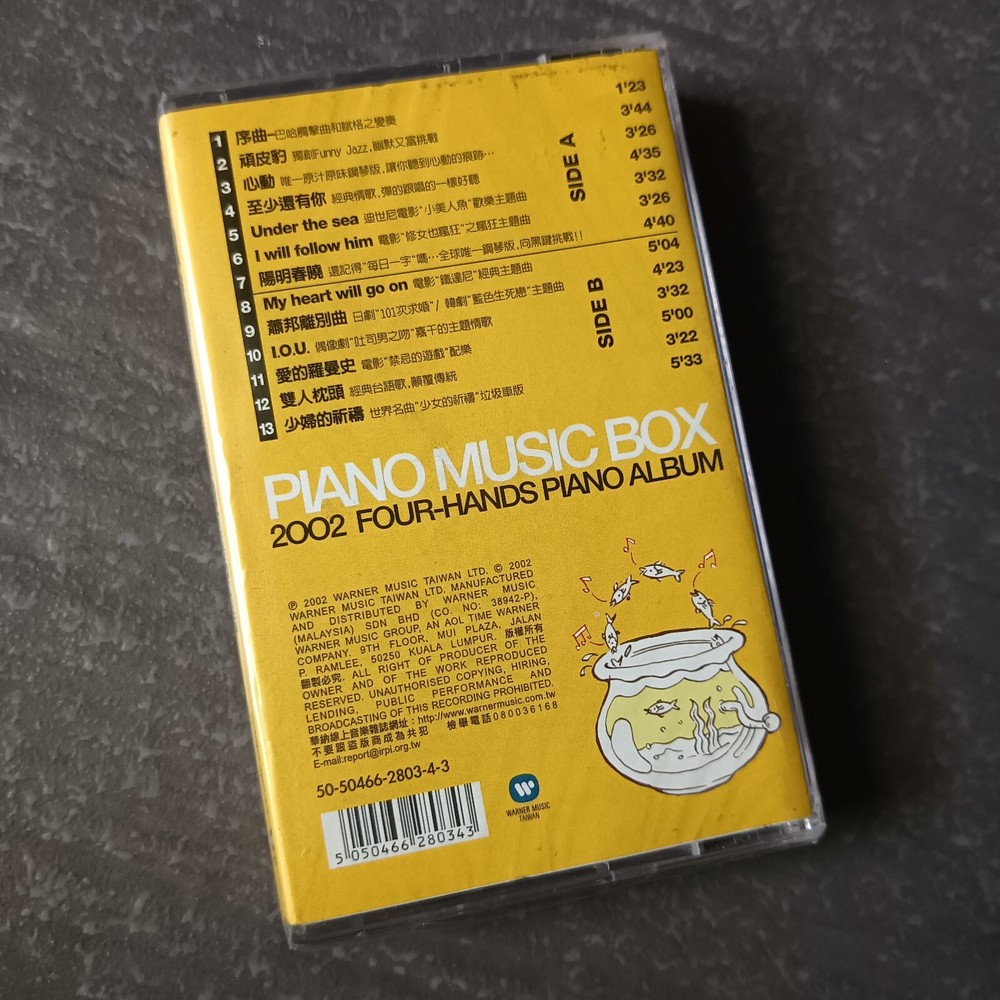 1 序曲-巴哈觸擊曲和賦格之變奏 1'23
2 頑皮豹 獨創Funny Jazz,幽默又富挑戰 3'44
3 心動 唯一原汁原味鋼琴版,讓你聽到心動的痕跡… 3'26
4 至少還有你 經典情歌,彈的跟唱的一樣好聽 4'35
5 Under the sea 迪世尼電影"小美人魚"歡樂主題曲 3'32
6 I will follow him 電影"修女也瘋狂"之瘋狂主題曲 3'26
7 陽明春曉 還記得"每日一字"嗎…全球唯一鋼琴版,向黑鍵挑戰!! 4'40
SIDE A
8 My heart will go on 電影"鐵達尼"經典主題曲 5'04
9 蕭邦離別曲 日劇"101次求婚"/ 韓劇"藍色生死戀"主題曲 4'23
10 I.O.U. 偶像劇"吐司男之吻"嘉千的主題情歌 3'32
11 愛的羅曼史 電影"禁忌的遊戲"配樂 5'00
12 雙人枕頭 經典台語歌,顛覆傳統 3'22
13 少婦的祈禱 世界名曲"少女的祈禱"垃圾車版 5'33
SIDE B
PIANO MUSIC BOX
2002 FOUR-HANDS PIANO ALBUM
℗ 2002 WARNER MUSIC TAIWAN LTD. © 2002
WARNER MUSIC TAIWAN LTD. MANUFACTURED
AND DISTRIBUTED BY WARNER MUSIC
(MALAYSIA) SDN BHD (CO. NO: 38942-P),
WARNER MUSIC GROUP, AN AOL TIME WARNER
COMPANY. 9TH FLOOR, MUI PLAZA, JALAN
P. RAMLEE, 50250 KUALA LUMPUR. 版權所有
翻製必究. ALL RIGHT OF PRODUCER OF THE
OWNER AND OF THE WORK REPRODUCED
RESERVED. UNAUTHORISED COPYING, HIRING,
LENDING, PUBLIC PERFORMANCE AND
BROADCASTING OF THIS RECORDING PROHIBITED.
華納線上音樂雜誌網址:http://www.warnermusic.com.tw
不要跟盜版商成為共犯 檢舉電話080036168
E-mail:report@irpi.org.tw
50-50466-2803-4-3
5 050466 280343
WARNER MUSIC
TAIWAN